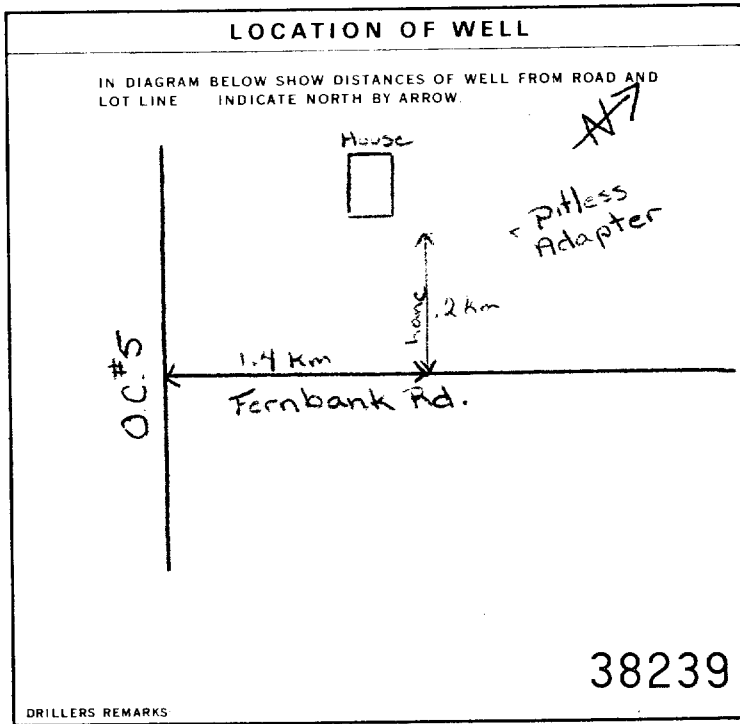 LOCATION OF WELL
IN DIAGRAM BELOW SHOW DISTANCES OF WELL FROM ROAD AND
LOT LINE INDICATE NORTH BY ARROW.
N
House
- Pitless
Adapter
lane
.2 km
O.C. #5
1.4 km
Fernbank Rd.
38239
DRILLERS REMARKS